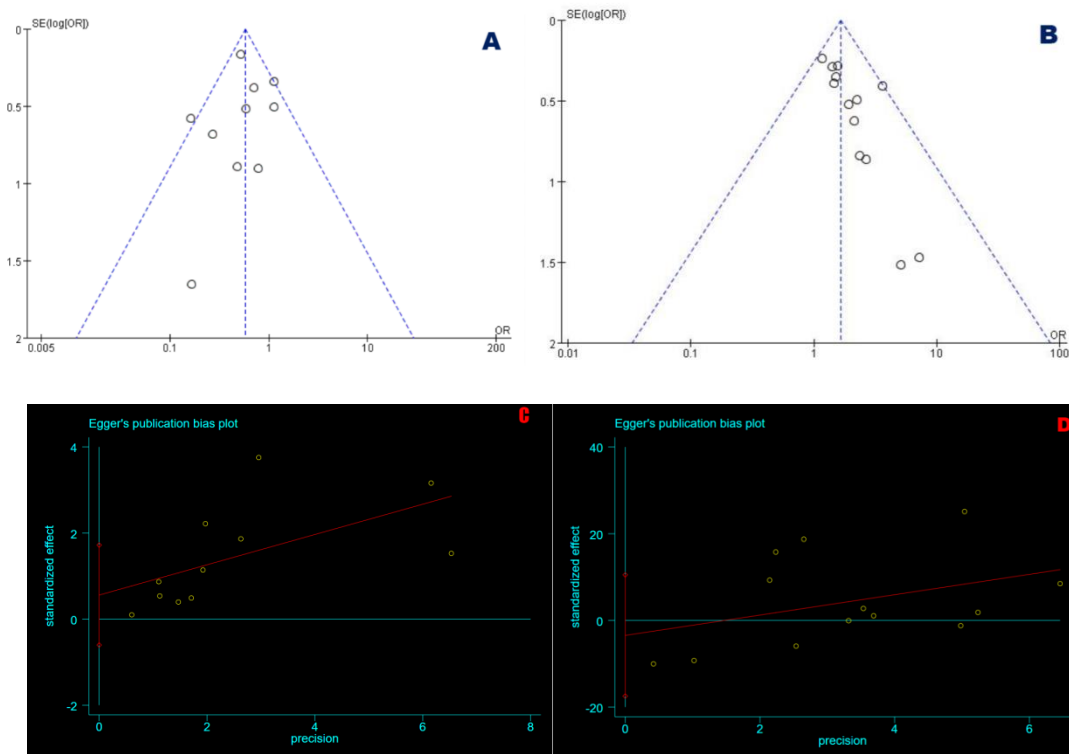 SE(log[OR])
A
0
0.5
1
1.5
2
0.005
0.1
1
10
200
OR
SE(log[OR])
B
0
0.5
1
1.5
2
0.01
0.1
1
10
100
OR
Egger's publication bias plot
C
4
2
0
-2
standardized effect
0
2
4
6
8
precision
Egger's publication bias plot
D
40
20
0
-20
standardized effect
0
2
4
6
precision